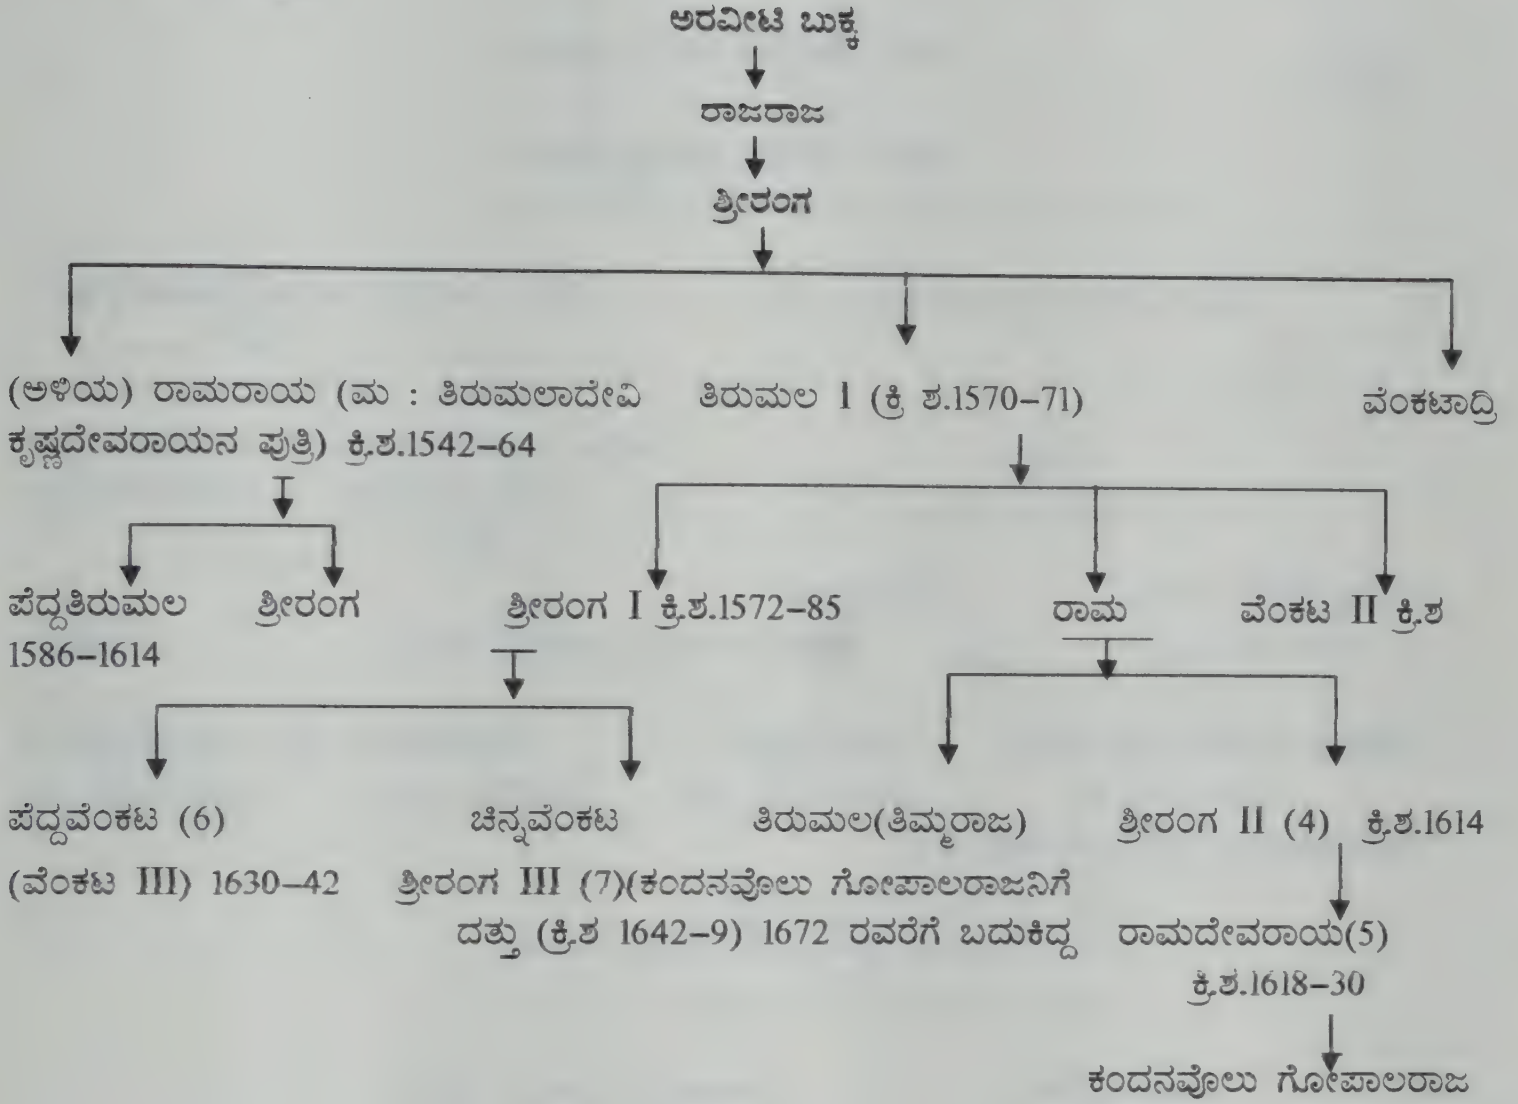 ಅರವೀಟಿ ಬುಕ್ಕ
ರಾಜರಾಜ
ಶ್ರೀರಂಗ
(ಅಳಿಯ) ರಾಮರಾಯ (ಮ : ತಿರುಮಲಾದೇವಿ
ಕೃಷ್ಣದೇವರಾಯನ ಪುತ್ರಿ) ಕ್ರಿ.ಶ.1542–64
ತಿರುಮಲ I (ಕ್ರಿ ಶ.1570–71)
ವೆಂಕಟಾದ್ರಿ
ಪೆದ್ದತಿರುಮಲ
1586–1614
ಶ್ರೀರಂಗ
ಶ್ರೀರಂಗ I ಕ್ರಿ.ಶ.1572–85
ರಾಮ
ವೆಂಕಟ II ಕ್ರಿ.ಶ
ಪೆದ್ದವೆಂಕಟ (6)
(ವೆಂಕಟ III) 1630–42
ಚಿನ್ನವೆಂಕಟ
ಶ್ರೀರಂಗ III (7)(ಕಂದನವೊಲು ಗೋಪಾಲರಾಜನಿಗೆ
ದತ್ತು (ಕ್ರಿ.ಶ 1642–9) 1672 ರವರೆಗೆ ಬದುಕಿದ್ದ
ತಿರುಮಲ(ತಿಮ್ಮರಾಜ)
ಶ್ರೀರಂಗ II (4) ಕ್ರಿ.ಶ.1614
ರಾಮದೇವರಾಯ(5)
ಕ್ರಿ.ಶ.1618–30
ಕಂದನವೊಲು ಗೋಪಾಲರಾಜ